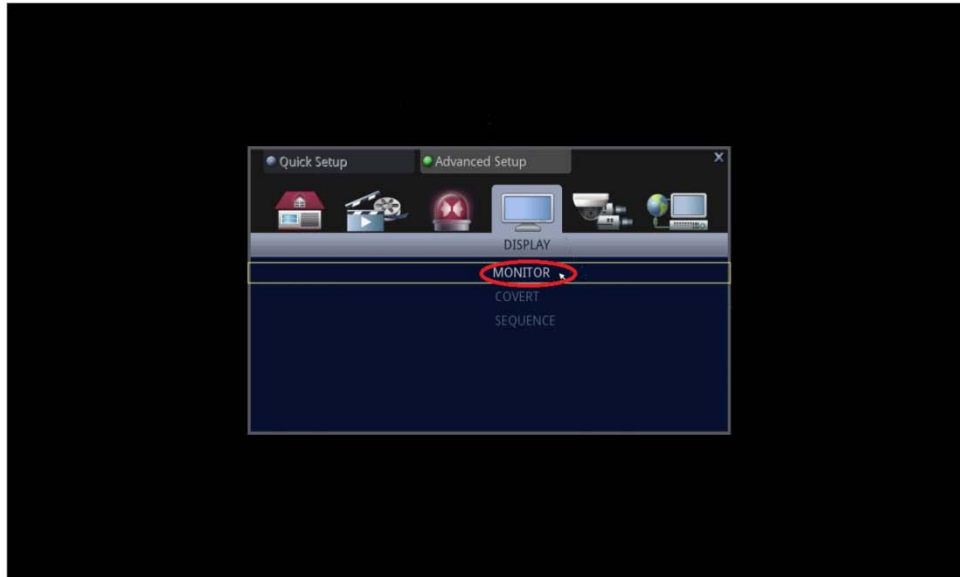 Quick Setup
Advanced Setup
X
DISPLAY
MONITOR
COVERT
SEQUENCE